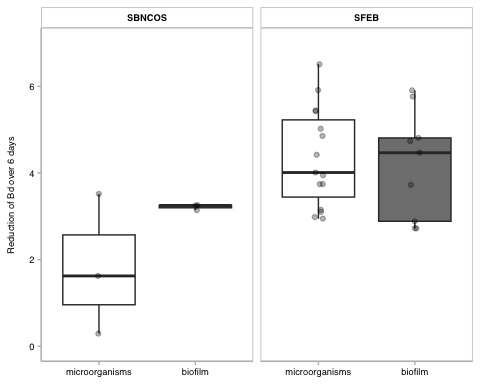 SBNCOS
SFEB
Reduction of Bd over 6 days
6
4
2
0
microorganisms
biofilm
microorganisms
biofilm